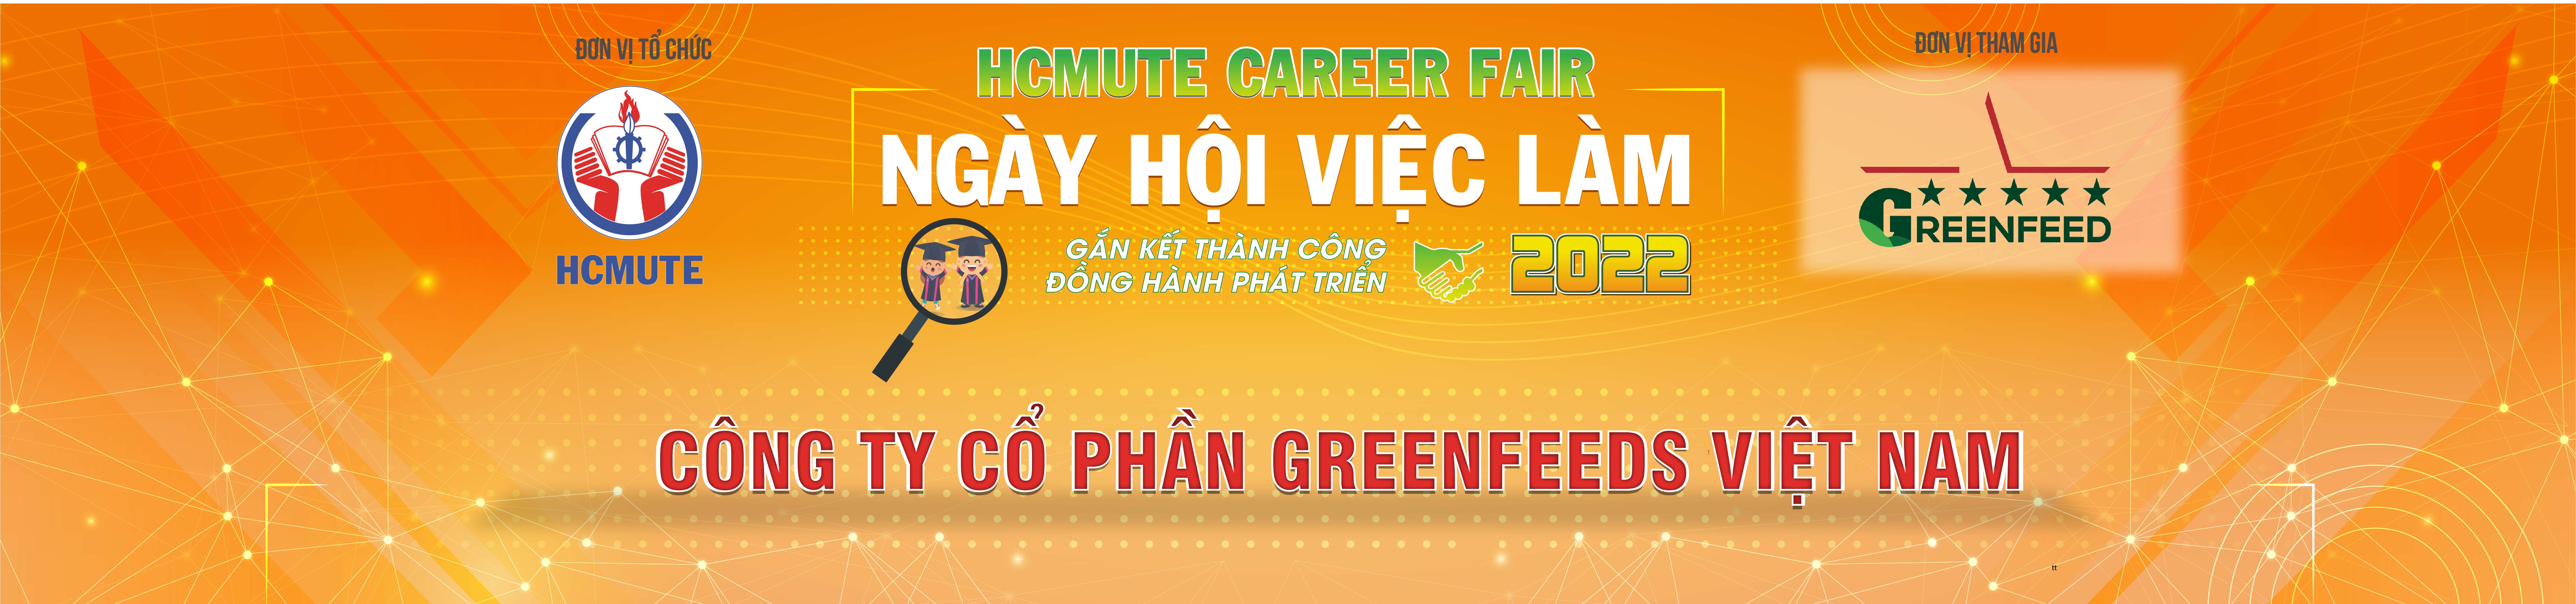 ĐƠN VỊ TỔ CHỨC
HCMUTE
HCMUTE CAREER FAIR
NGÀY HỘI VIỆC LÀM
GẮN KẾT THÀNH CÔNG
ĐỒNG HÀNH PHÁT TRIỂN
2022
ĐƠN VỊ THAM GIA
GREENFEED
CÔNG TY CỔ PHẦN GREENFEEDS VIỆT NAM
tt